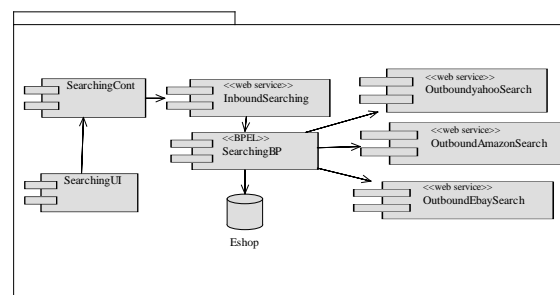 <<web service>>
OutboundyahooSearch
SearchingCont
<<web service>>
InboundSearching
<<web service>>
OutboundAmazonSearch
<<BPEL>>
SearchingBP
SearchingUI
<<web service>>
OutboundEbaySearch
Eshop